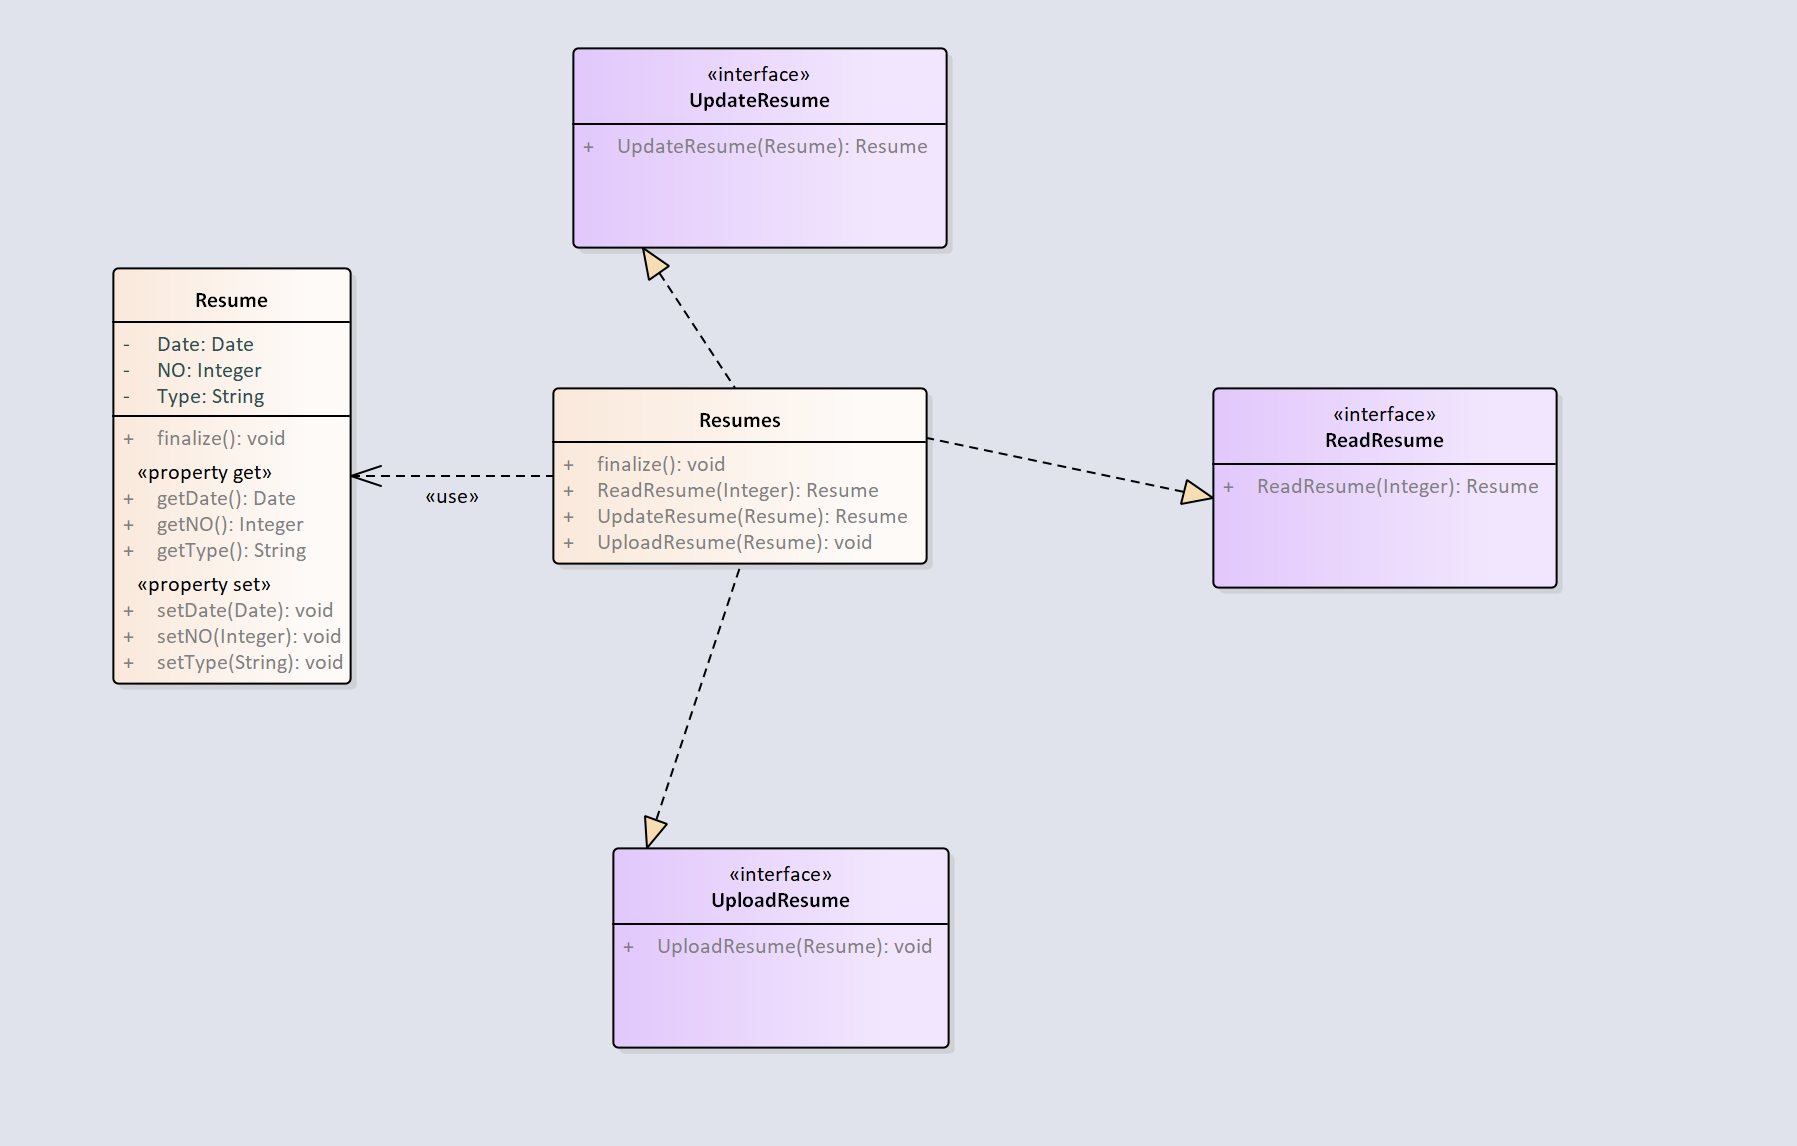 «interface»
UpdateResume
+ UpdateResume(Resume): Resume
Resume
- Date: Date
- NO: Integer
- Type: String
+ finalize(): void
«property get»
+ getDate(): Date
+ getNO(): Integer
+ getType(): String
«property set»
+ setDate(Date): void
+ setNO(Integer): void
+ setType(String): void
«use»
Resumes
+ finalize(): void
+ ReadResume(Integer): Resume
+ UpdateResume(Resume): Resume
+ UploadResume(Resume): void
«interface»
ReadResume
+ ReadResume(Integer): Resume
«interface»
UploadResume
+ UploadResume(Resume): void